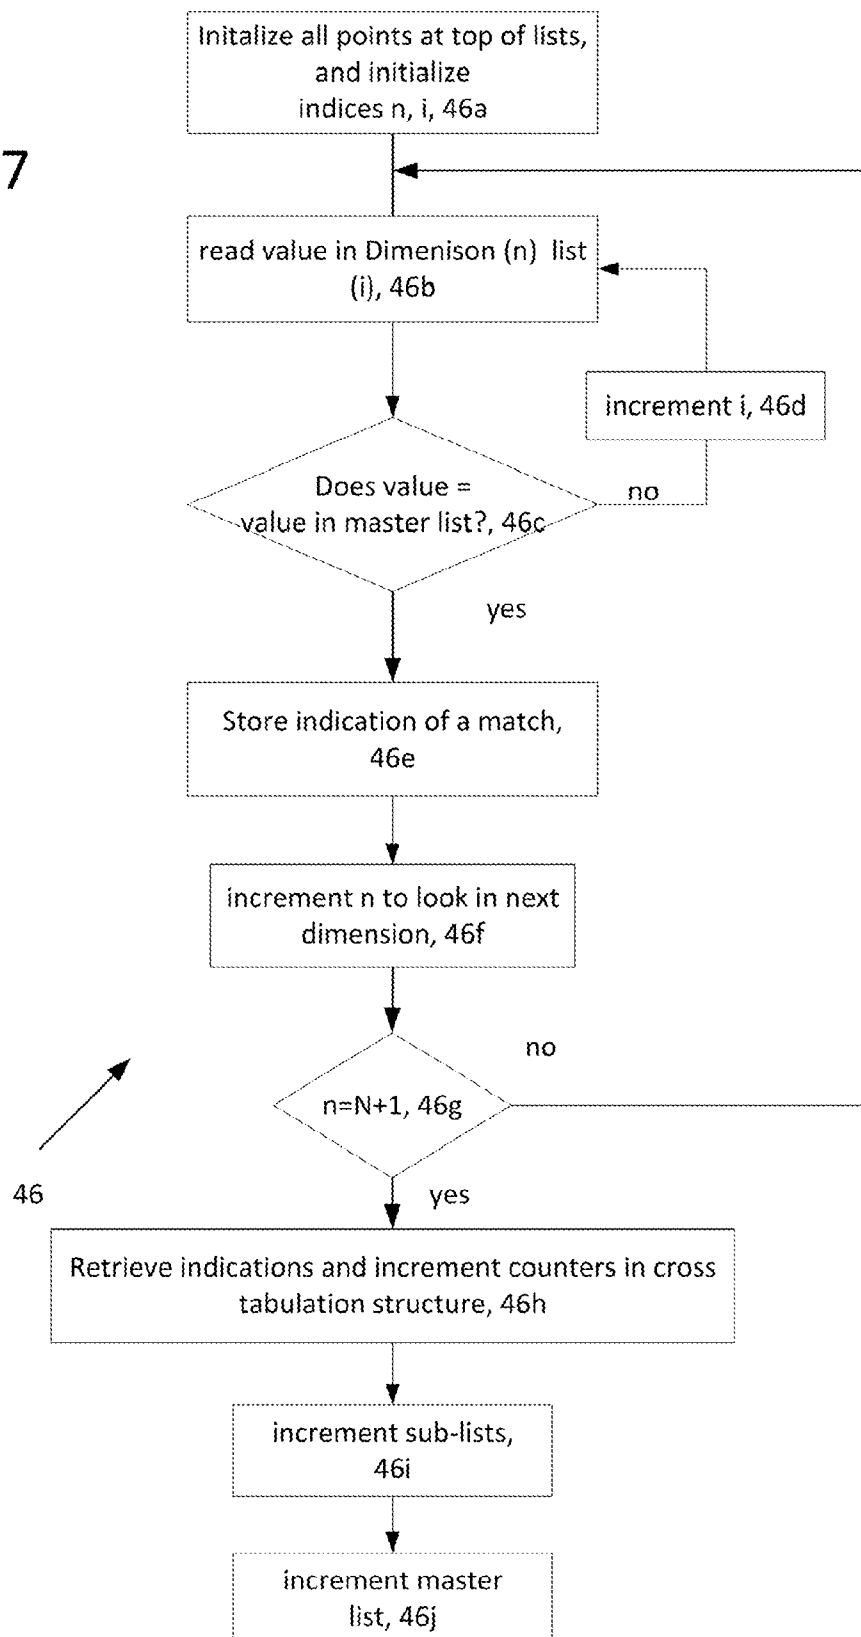 Initalize all points at top of lists,
and initialize
indices n, i, 46a
7
read value in Dimenison (n) list
(i), 46b
increment i, 46d
Does value =
value in master list?, 46c
no
yes
Store indication of a match,
46e
increment n to look in next
dimension, 46f
no
n=N+1, 46g
46
yes
Retrieve indications and increment counters in cross
tabulation structure, 46h
increment sub-lists,
46i
increment master
list, 46j